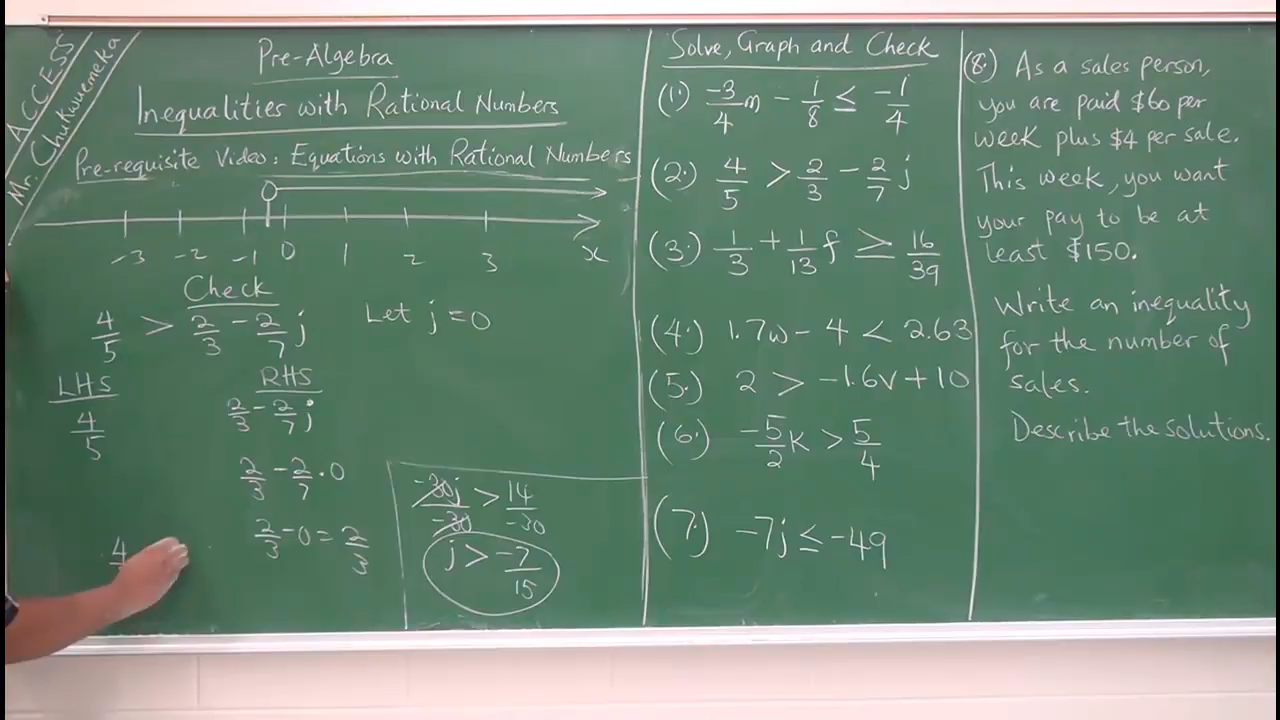 ACCESS
Mr. Chukwuemeka
Pre-Algebra
Inequalities with Rational Numbers
Pre-requisite Video: Equations with Rational Numbers
-3 -2 -1 0 1 2 3 x
Check
4/5 > 2/3 - 2/7 j Let j = 0
LHS RHS
4/5 2/3 - 2/7 j
2/3 - 2/7 • 0
2/3 - 0 = 2/3
4
-30j/-30 > 14/-30
j > -7/15
Solve, Graph and Check
(1.) -3/4 m - 1/8 ≤ -1/4
(2.) 4/5 > 2/3 - 2/7 j
(3.) 1/3 + 1/13 f ≥ 16/39
(4.) 1.7w - 4 < 2.63
(5.) 2 > -1.6v + 10
(6.) -5/2 k > 5/4
(7.) -7j ≤ -49
(8.) As a sales person,
you are paid $60 per
week plus $4 per sale.
This week, you want
your pay to be at
least $150.
Write an inequality
for the number of
sales.
Describe the solutions.